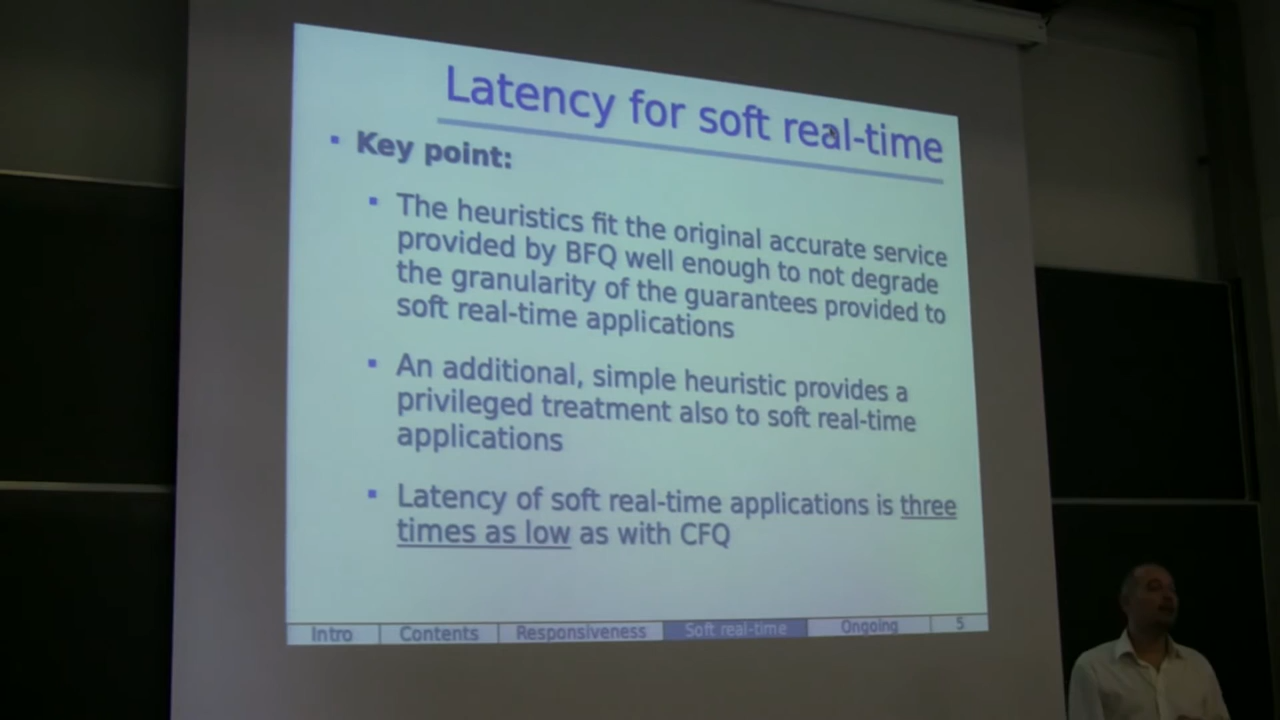 Latency for soft real-time
Key point:
The heuristics fit the original accurate service
provided by BFQ well enough to not degrade
the granularity of the guarantees provided to
soft real-time applications
An additional, simple heuristic provides a
privileged treatment also to soft real-time
applications
Latency of soft real-time applications is three
times as low as with CFQ
Intro Contents Responsiveness Soft real-time Ongoing 5